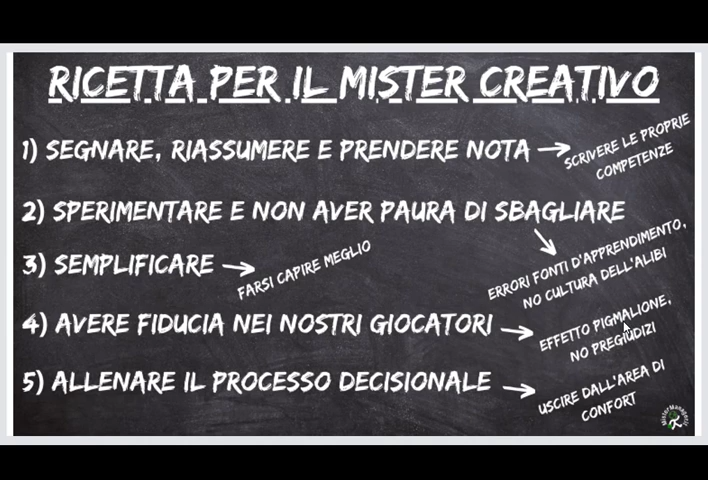 RICETTA PER IL MISTER CREATIVO
1) SEGNARE, RIASSUMERE E PRENDERE NOTA → SCRIVERE LE PROPRIE
COMPETENZE
2) SPERIMENTARE E NON AVER PAURA DI SBAGLIARE
ERRORI FONTI D'APPRENDIMENTO,
NO CULTURA DELL'ALIBI
3) SEMPLIFICARE → FARSI CAPIRE MEGLIO
4) AVERE FIDUCIA NEI NOSTRI GIOCATORI → EFFETTO PIGMALIONE,
NO PREGIUDIZI
5) ALLENARE IL PROCESSO DECISIONALE → USCIRE DALL'AREA DI
CONFORT